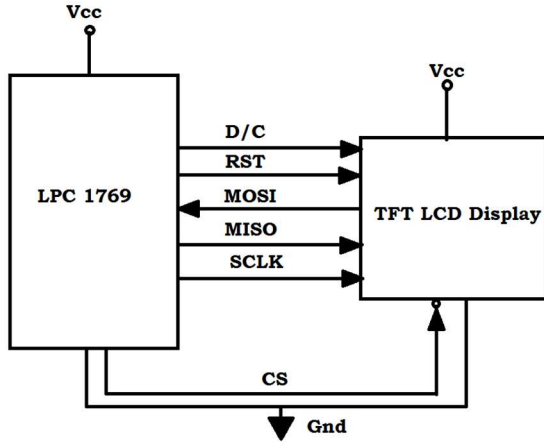 Vcc
Vcc
D/C
RST
LPC 1769
MOSI
TFT LCD Display
MISO
SCLK
CS
Gnd